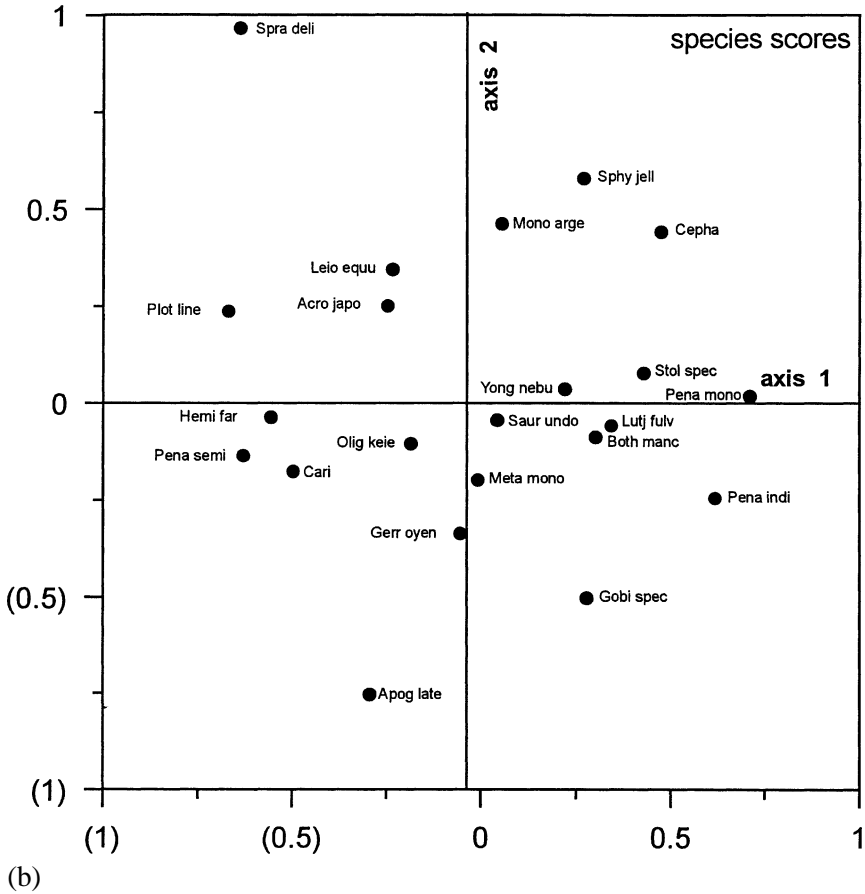 1
Spra deli
species scores
axis 2
Sphy jell
0.5
Mono arge
Cepha
Leio equu
Acro japo
Plot line
Stol spec
axis 1
Yong nebu
Pena mono
0
Hemi far
Saur undo
Lutj fulv
Olig keie
Both manc
Pena semi
Cari
Meta mono
Pena indi
Gerr oyen
(0.5)
Gobi spec
Apog late
(1)
(1) (0.5) 0 0.5 1
(b)